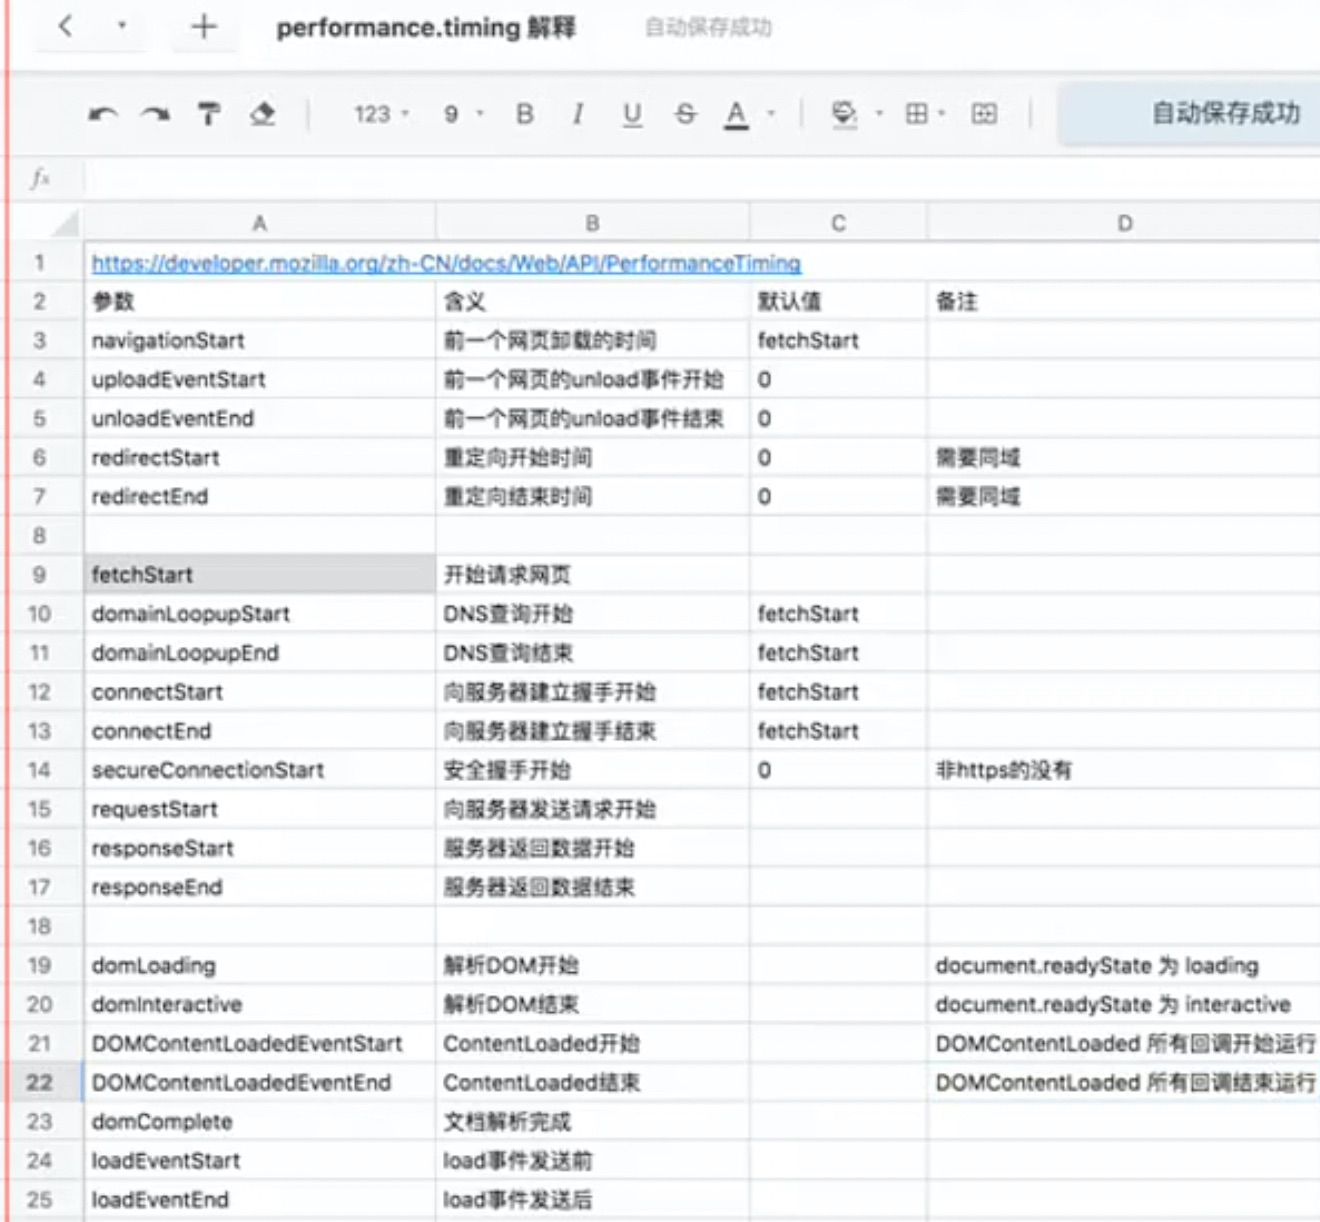 performance.timing 解释 自动保存成功
123 9 B I U S A 自动保存成功
fx
A B C D
1 https://developer.mozilla.org/zh-CN/docs/Web/API/PerformanceTiming
2 参数 含义 默认值 备注
3 navigationStart 前一个网页卸载的时间 fetchStart
4 uploadEventStart 前一个网页的unload事件开始 0
5 unloadEventEnd 前一个网页的unload事件结束 0
6 redirectStart 重定向开始时间 0 需要同域
7 redirectEnd 重定向结束时间 0 需要同域
8
9 fetchStart 开始请求网页
10 domainLoopupStart DNS查询开始 fetchStart
11 domainLoopupEnd DNS查询结束 fetchStart
12 connectStart 向服务器建立握手开始 fetchStart
13 connectEnd 向服务器建立握手结束 fetchStart
14 secureConnectionStart 安全握手开始 0 非https的没有
15 requestStart 向服务器发送请求开始
16 responseStart 服务器返回数据开始
17 responseEnd 服务器返回数据结束
18
19 domLoading 解析DOM开始 document.readyState 为 loading
20 domInteractive 解析DOM结束 document.readyState 为 interactive
21 DOMContentLoadedEventStart ContentLoaded开始 DOMContentLoaded 所有回调开始运行
22 DOMContentLoadedEventEnd ContentLoaded结束 DOMContentLoaded 所有回调结束运行
23 domComplete 文档解析完成
24 loadEventStart load事件发送前
25 loadEventEnd load事件发送后